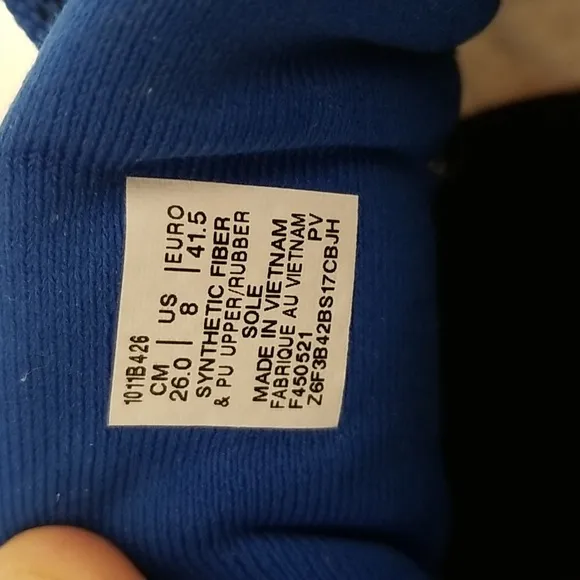 1011B426
CM | US | EURO
26.0 | 8 | 41.5
SYNTHETIC FIBER
& PU UPPER/RUBBER
SOLE
MADE IN VIETNAM
FABRIQUE AU VIETNAM
F450521 PV
Z6F3B42BS17CBJH